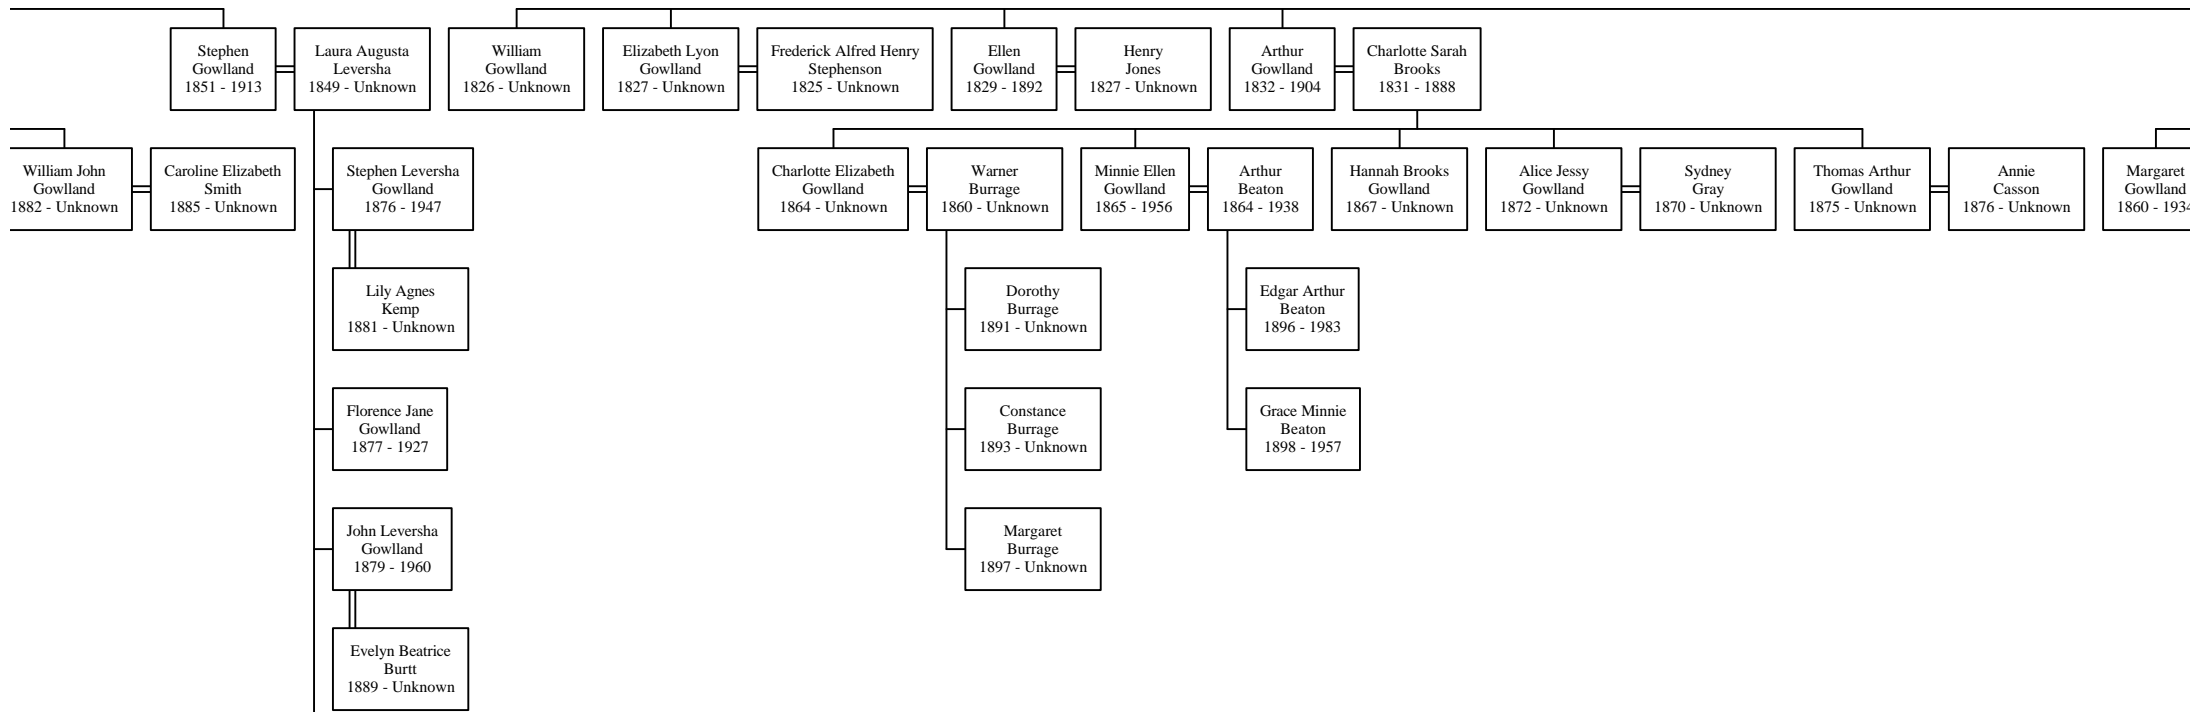 Stephen
Gowlland
1851 - 1913
Laura Augusta
Leversha
1849 - Unknown
William
Gowlland
1826 - Unknown
Elizabeth Lyon
Gowlland
1827 - Unknown
Frederick Alfred Henry
Stephenson
1825 - Unknown
Ellen
Gowlland
1829 - 1892
Henry
Jones
1827 - Unknown
Arthur
Gowlland
1832 - 1904
Charlotte Sarah
Brooks
1831 - 1888
William John
Gowlland
1882 - Unknown
Caroline Elizabeth
Smith
1885 - Unknown
Stephen Leversha
Gowlland
1876 - 1947
Charlotte Elizabeth
Gowlland
1864 - Unknown
Warner
Burrage
1860 - Unknown
Minnie Ellen
Gowlland
1865 - 1956
Arthur
Beaton
1864 - 1938
Hannah Brooks
Gowlland
1867 - Unknown
Alice Jessy
Gowlland
1872 - Unknown
Sydney
Gray
1870 - Unknown
Thomas Arthur
Gowlland
1875 - Unknown
Annie
Casson
1876 - Unknown
Margaret
Gowlland
1860 - 1934
Lily Agnes
Kemp
1881 - Unknown
Dorothy
Burrage
1891 - Unknown
Edgar Arthur
Beaton
1896 - 1983
Florence Jane
Gowlland
1877 - 1927
Constance
Burrage
1893 - Unknown
Grace Minnie
Beaton
1898 - 1957
John Leversha
Gowlland
1879 - 1960
Margaret
Burrage
1897 - Unknown
Evelyn Beatrice
Burtt
1889 - Unknown